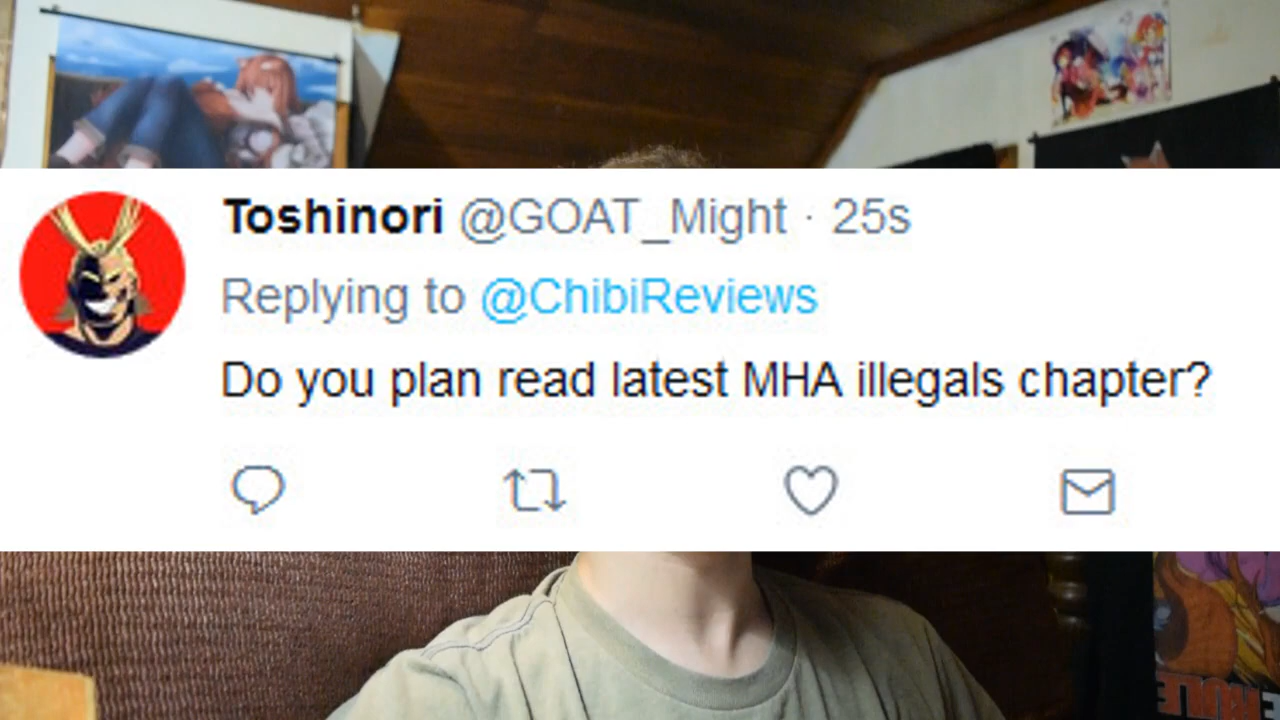 Toshinori @GOAT_Might · 25s
Replying to @ChibiReviews
Do you plan read latest MHA illegals chapter?